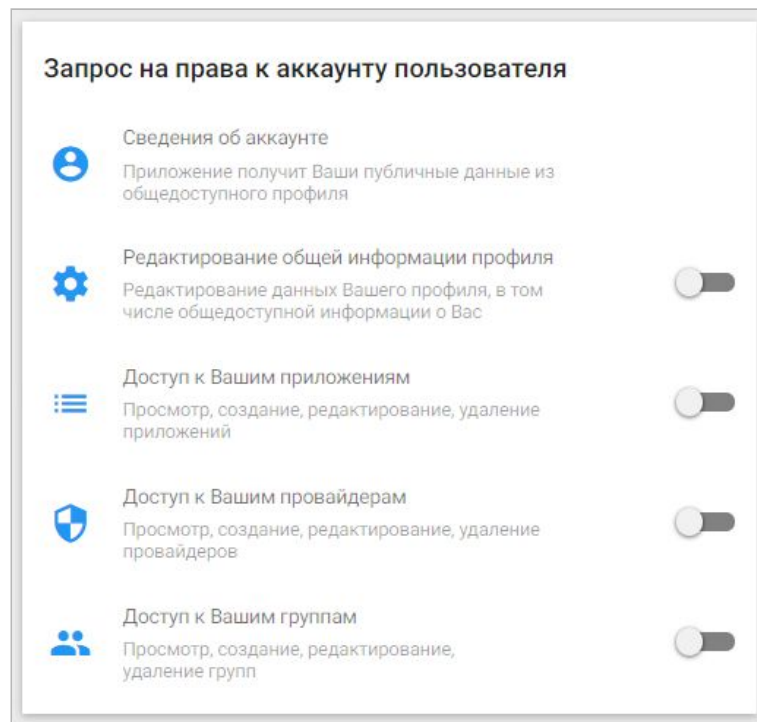 Запрос на права к аккаунту пользователя
Сведения об аккаунте
Приложение получит Ваши публичные данные из
общедоступного профиля
Редактирование общей информации профиля
Редактирование данных Вашего профиля, в том
числе общедоступной информации о Вас
Доступ к Вашим приложениям
Просмотр, создание, редактирование, удаление
приложений
Доступ к Вашим провайдерам
Просмотр, создание, редактирование, удаление
провайдеров
Доступ к Вашим группам
Просмотр, создание, редактирование,
удаление групп